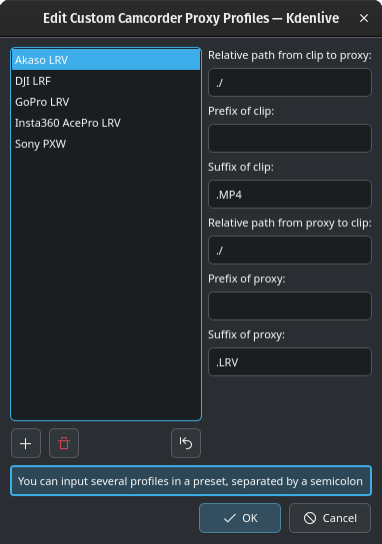 Edit Custom Camcorder Proxy Profiles — Kdenlive
Akaso LRV
DJI LRF
GoPro LRV
Insta360 AcePro LRV
Sony PXW
Relative path from clip to proxy:
./
Prefix of clip:
Suffix of clip:
.MP4
Relative path from proxy to clip:
./
Prefix of proxy:
Suffix of proxy:
.LRV
You can input several profiles in a preset, separated by a semicolon
OK
Cancel